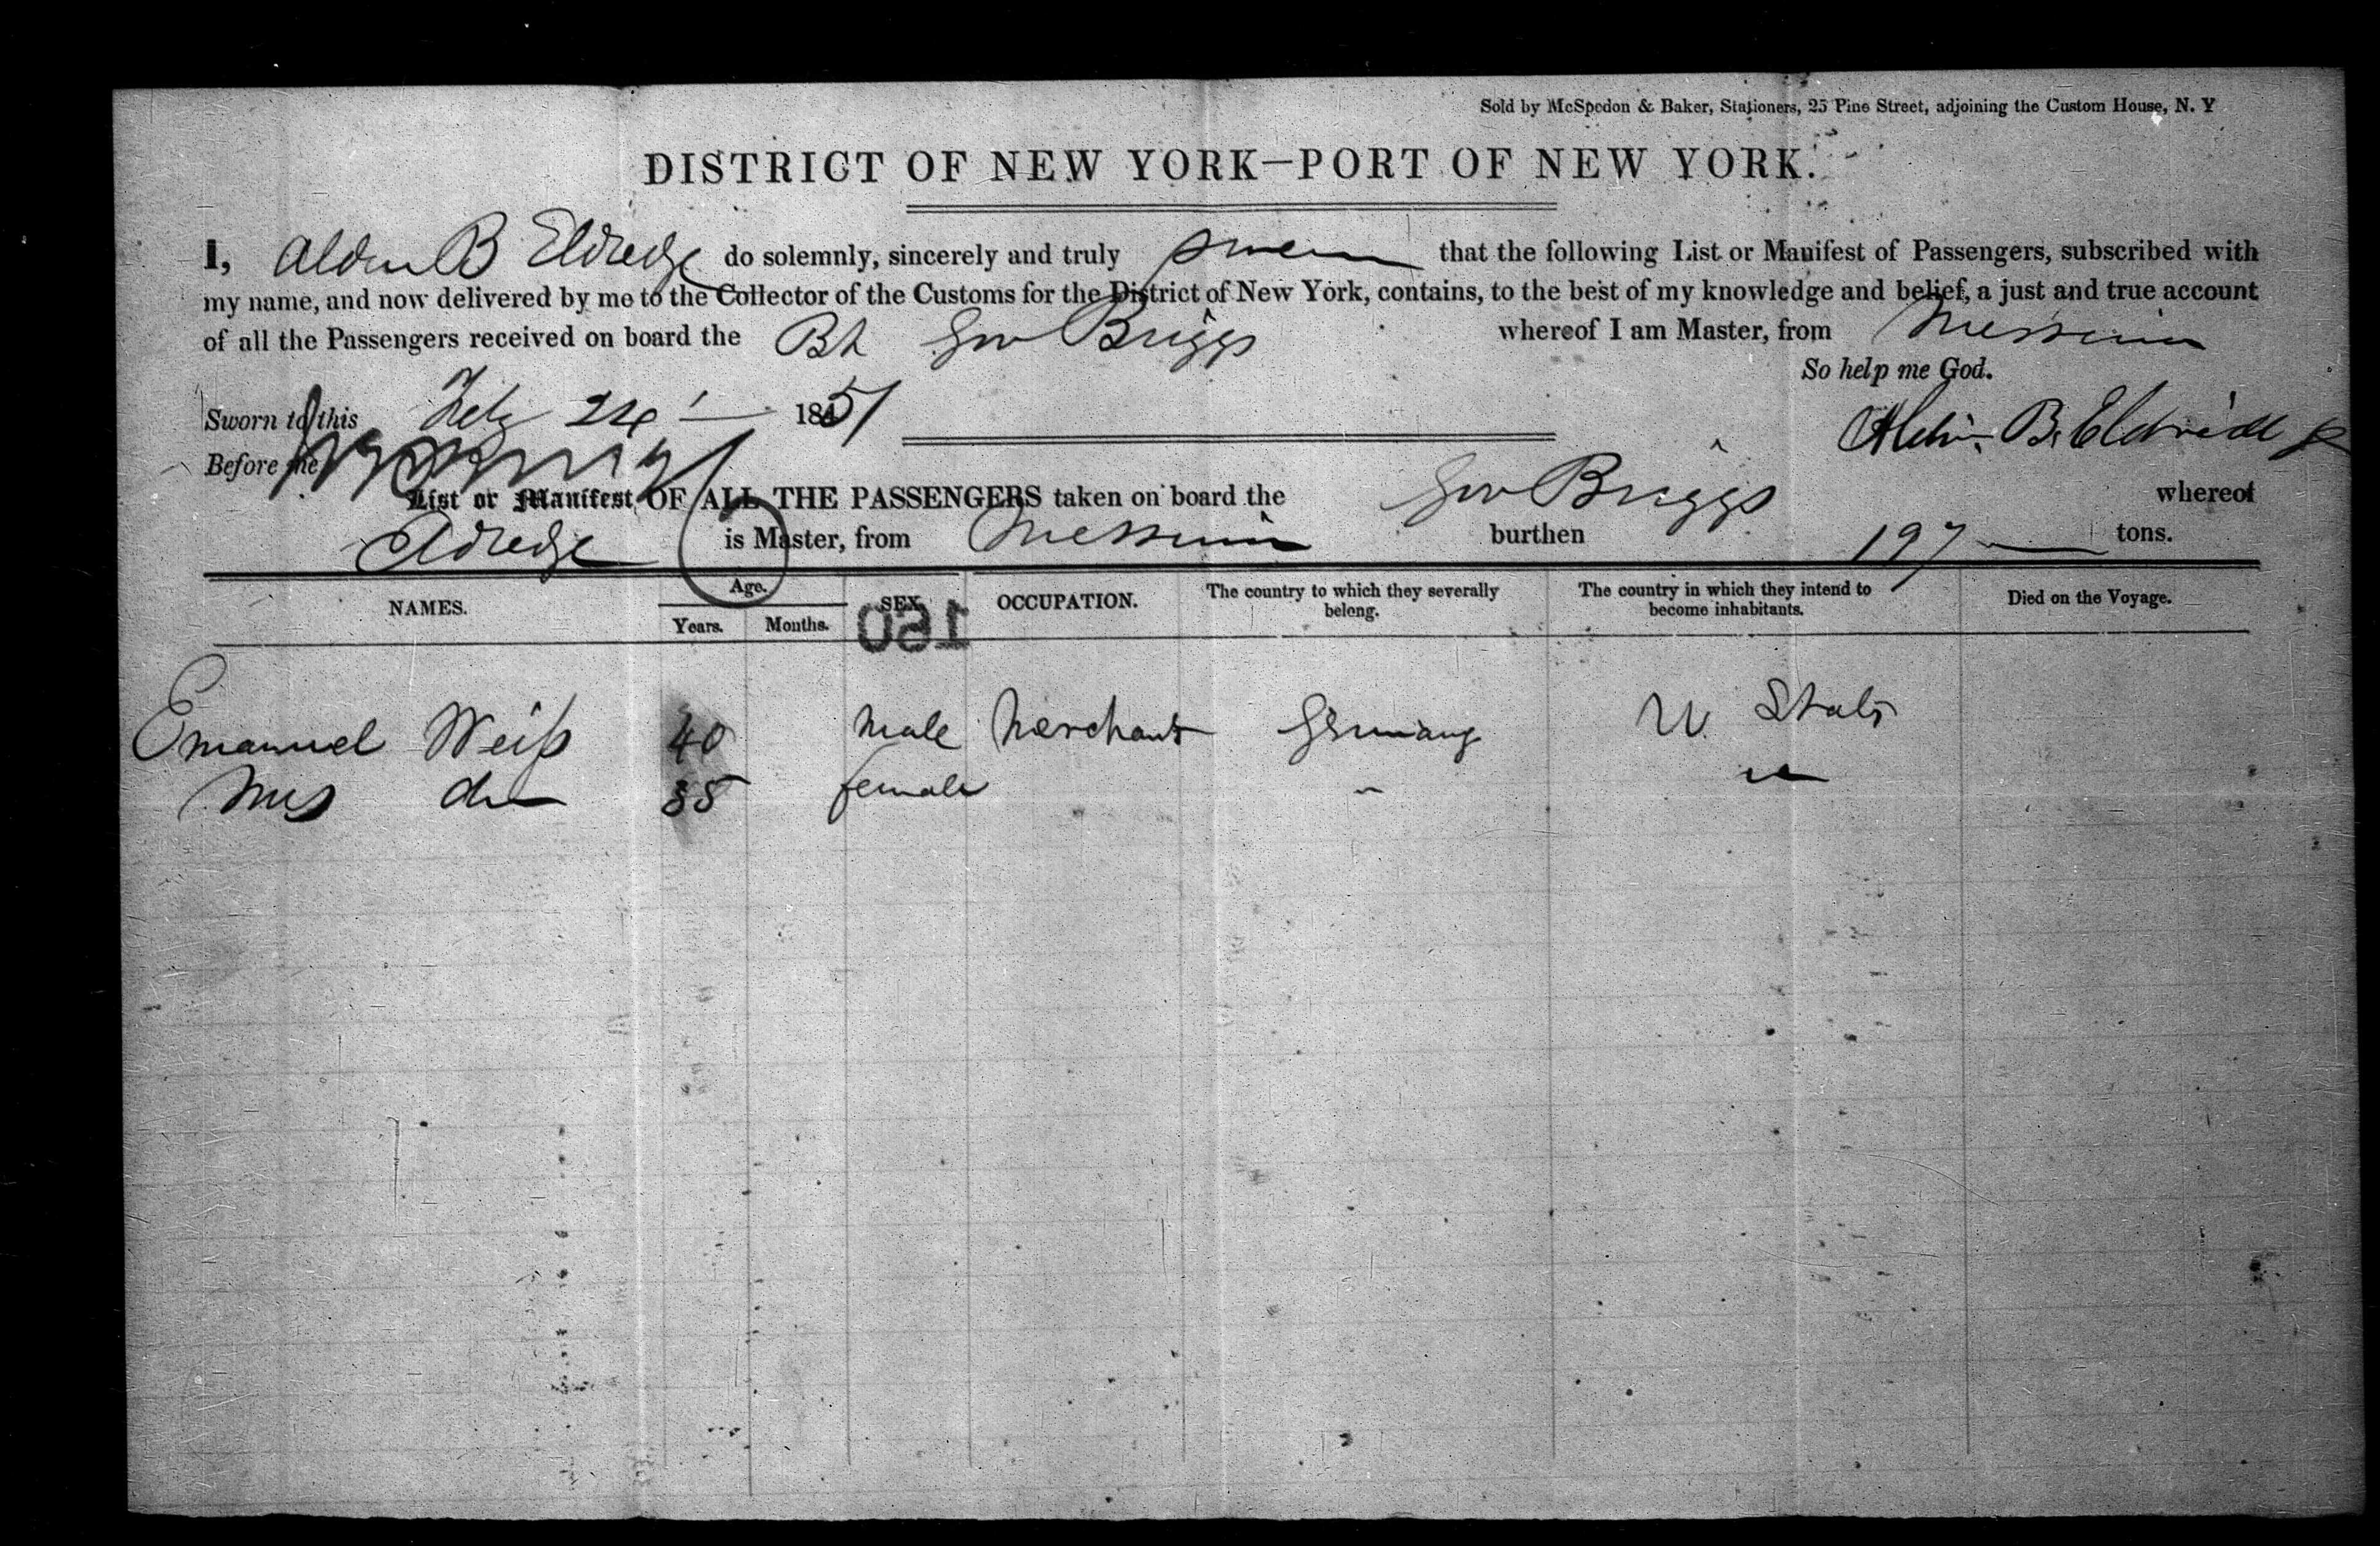 Sold by McSpedon & Baker, Stationers, 25 Pine Street, adjoining the Custom House, N. Y
DISTRICT OF NEW YORK—PORT OF NEW YORK.
I, Alden B Eldredge do solemnly, sincerely and truly swear that the following List or Manifest of Passengers, subscribed with
my name, and now delivered by me to the Collector of the Customs for the District of New York, contains, to the best of my knowledge and belief, a just and true account
of all the Passengers received on board the Gov Briggs whereof I am Master, from Messina
So help me God.
Sworn to this Feby 24 1851
B. Eldridge
Before me
List or Manifest OF ALL THE PASSENGERS taken on board the Gov Briggs whereof
Eldredge is Master, from Messina burthen 197 tons.
NAMES. Age. Years. Months. SEX. OCCUPATION. The country to which they severally belong. The country in which they intend to become inhabitants. Died on the Voyage.
150
Emanuel Weiß 40 Male Merchant Germany U. States
Mrs do 35 female " "